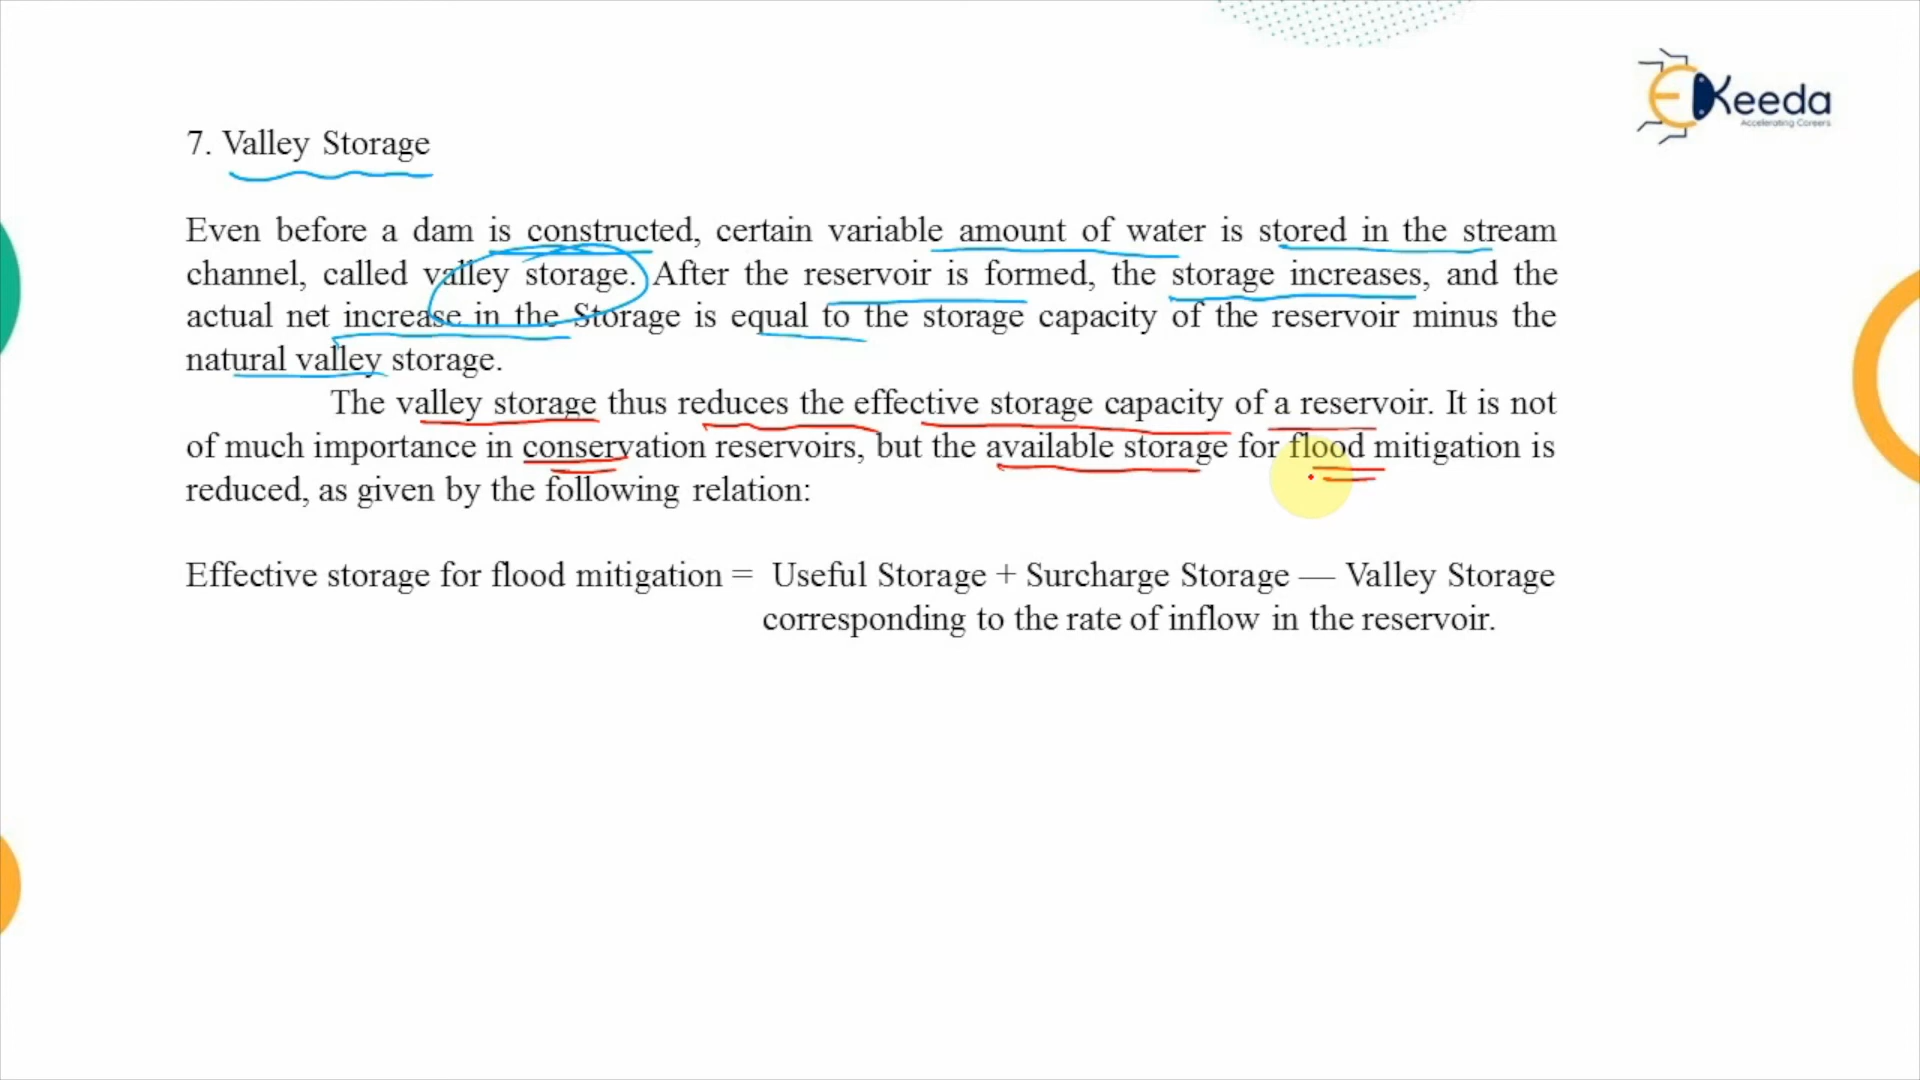 Keeda
Accelerating Careers
7. Valley Storage
Even before a dam is constructed, certain variable amount of water is stored in the stream
channel, called valley storage. After the reservoir is formed, the storage increases, and the
actual net increase in the Storage is equal to the storage capacity of the reservoir minus the
natural valley storage.
The valley storage thus reduces the effective storage capacity of a reservoir. It is not
of much importance in conservation reservoirs, but the available storage for flood mitigation is
reduced, as given by the following relation:
Effective storage for flood mitigation = Useful Storage + Surcharge Storage — Valley Storage
corresponding to the rate of inflow in the reservoir.